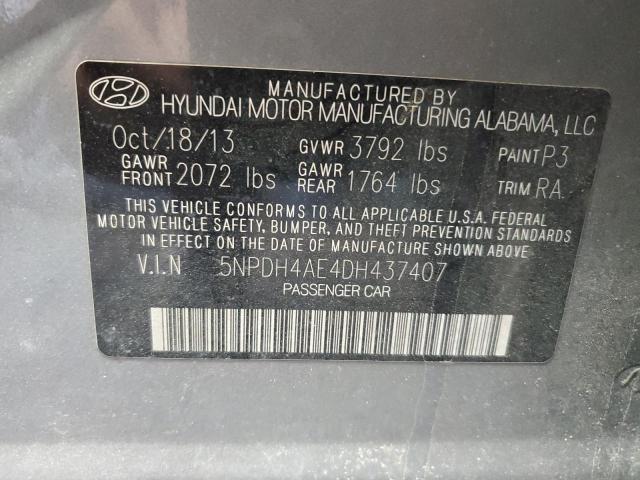 MANUFACTURED BY
HYUNDAI MOTOR MANUFACTURING ALABAMA, LLC
Oct/18/13 GVWR 3792 lbs PAINT P3
GAWR FRONT 2072 lbs GAWR REAR 1764 lbs TRIM RA
THIS VEHICLE CONFORMS TO ALL APPLICABLE U.S.A. FEDERAL
MOTOR VEHICLE SAFETY, BUMPER, AND THEFT PREVENTION STANDARDS
IN EFFECT ON THE DATE OF MANUFACTURE SHOWN ABOVE
V.I.N 5NPDH4AE4DH437407
PASSENGER CAR